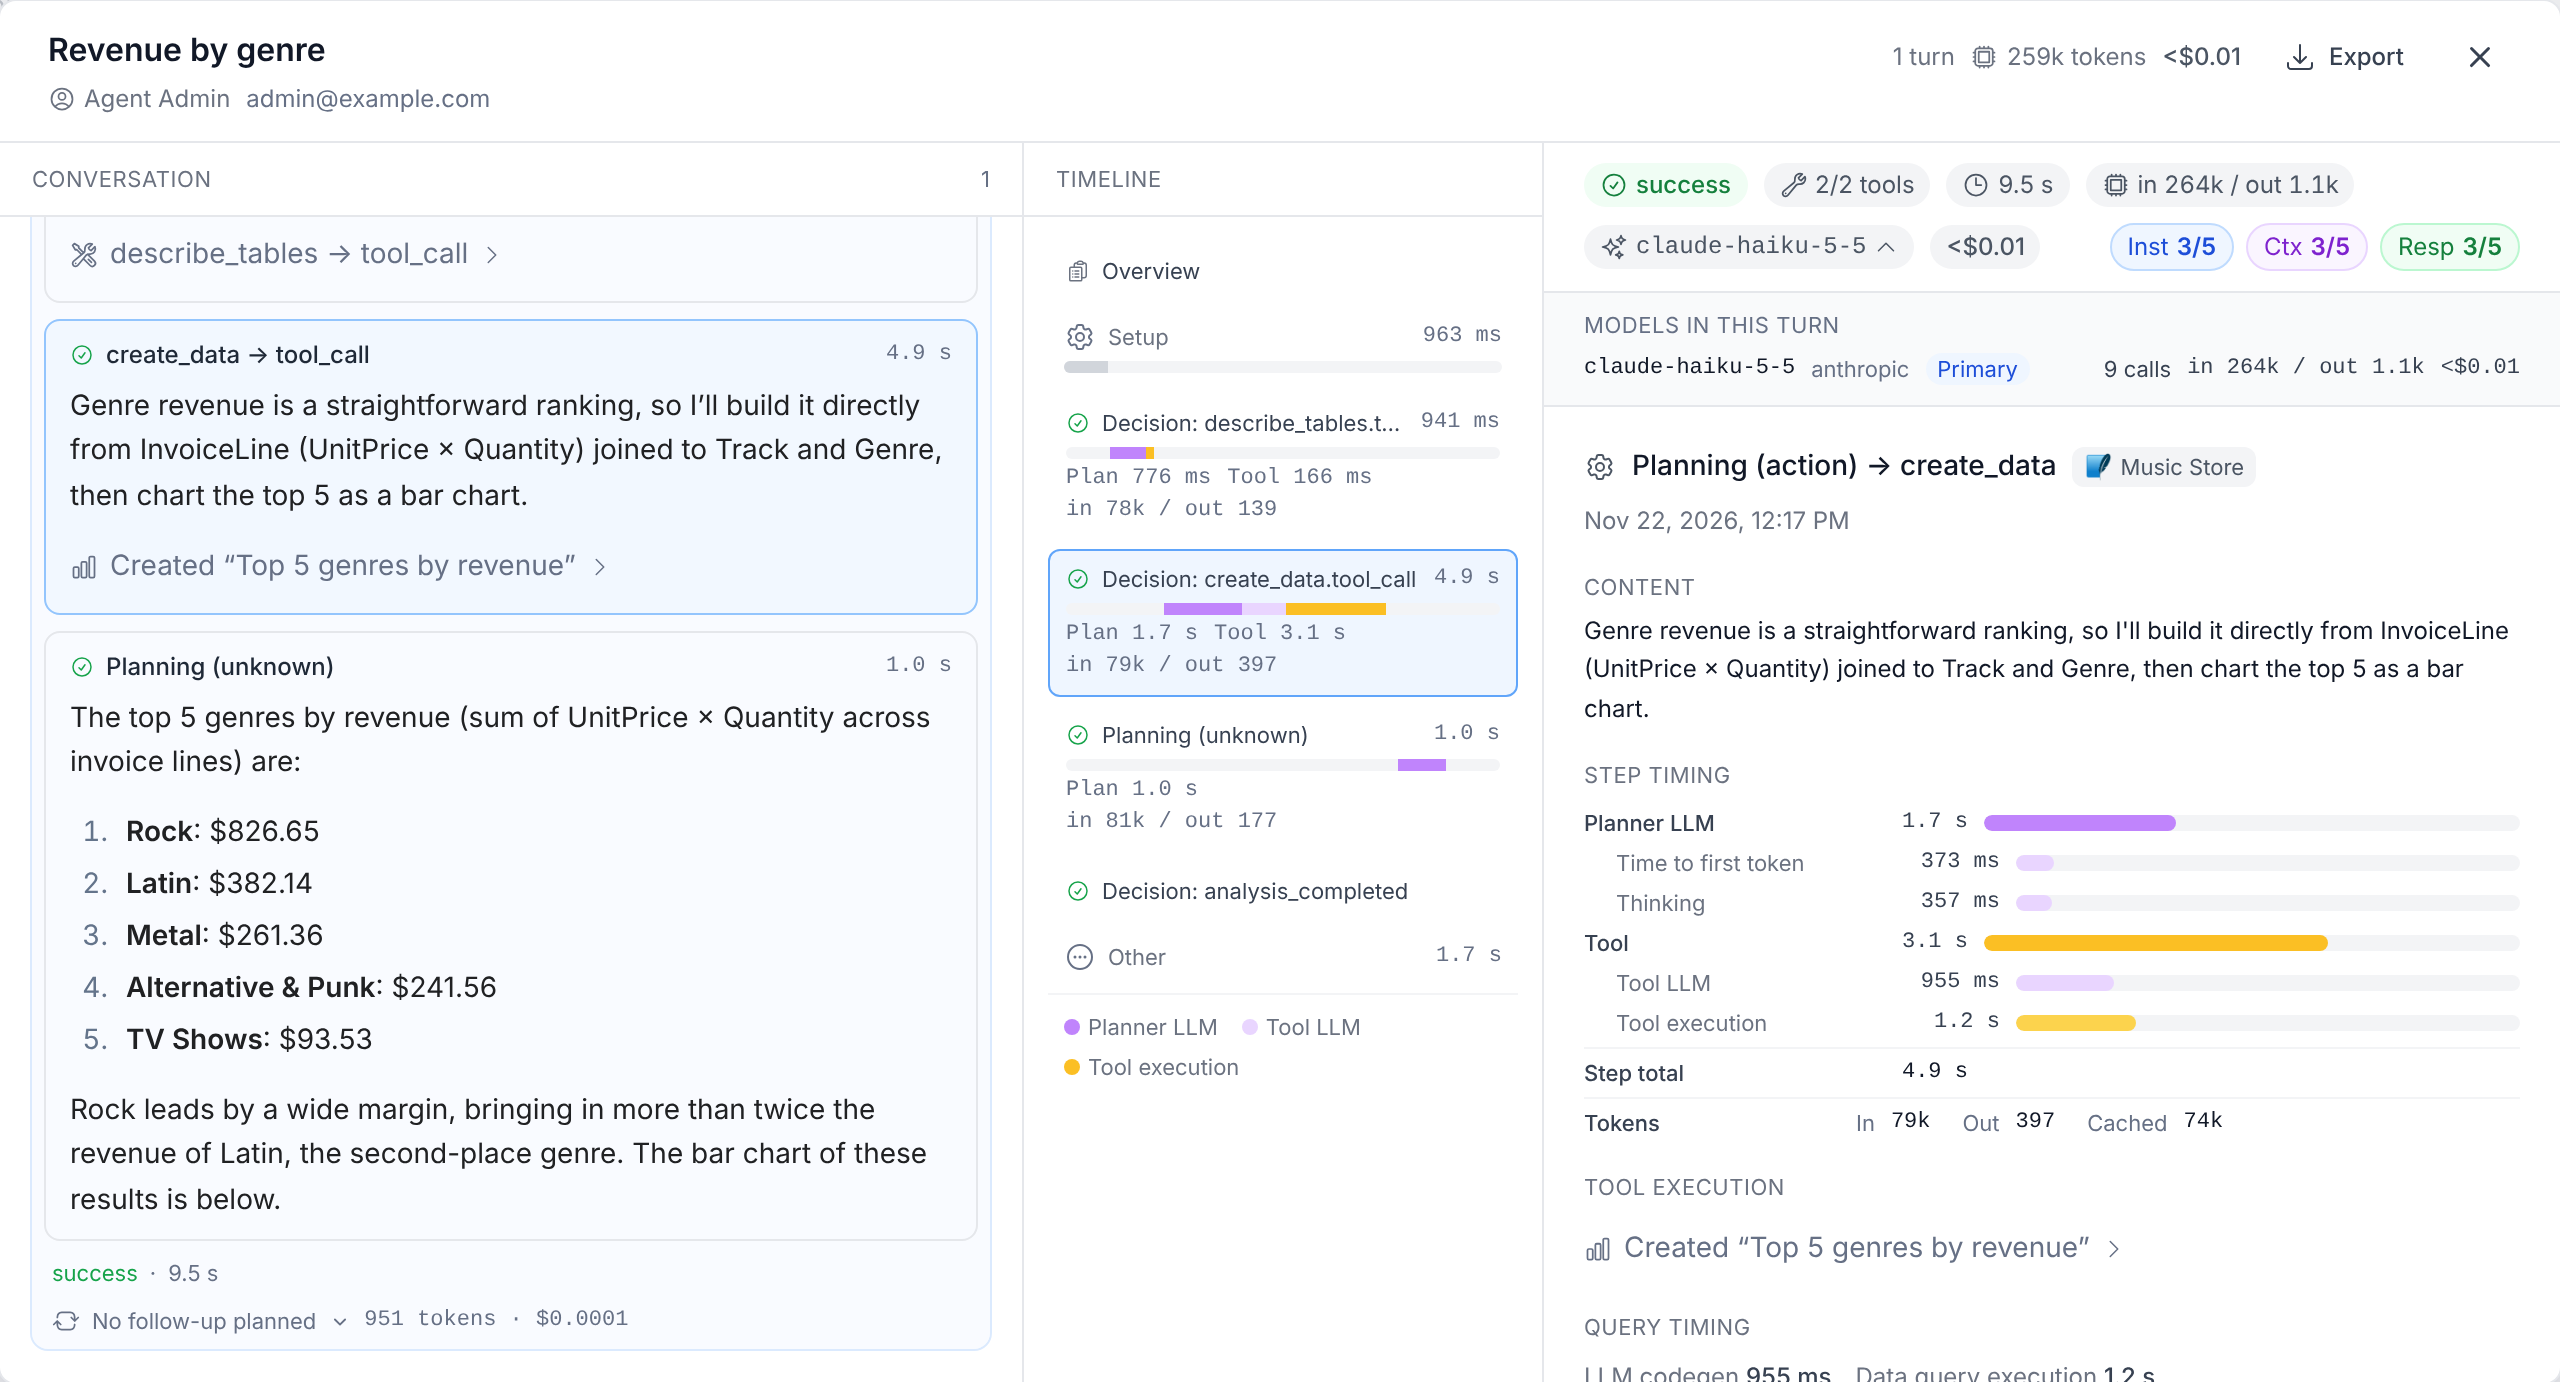 Revenue by genre
Agent Admin admin@example.com
1 turn 259k tokens <$0.01 Export
CONVERSATION 1
describe_tables → tool_call
create_data → tool_call 4.9 s
Genre revenue is a straightforward ranking, so I’ll build it directly
from InvoiceLine (UnitPrice × Quantity) joined to Track and Genre,
then chart the top 5 as a bar chart.
Created “Top 5 genres by revenue”
Planning (unknown) 1.0 s
The top 5 genres by revenue (sum of UnitPrice × Quantity across
invoice lines) are:
1. Rock: $826.65
2. Latin: $382.14
3. Metal: $261.36
4. Alternative & Punk: $241.56
5. TV Shows: $93.53
Rock leads by a wide margin, bringing in more than twice the
revenue of Latin, the second-place genre. The bar chart of these
results is below.
success · 9.5 s
No follow-up planned 951 tokens · $0.0001
TIMELINE
Overview
Setup 963 ms
Decision: describe_tables.t... 941 ms
Plan 776 ms Tool 166 ms
in 78k / out 139
Decision: create_data.tool_call 4.9 s
Plan 1.7 s Tool 3.1 s
in 79k / out 397
Planning (unknown) 1.0 s
Plan 1.0 s
in 81k / out 177
Decision: analysis_completed
Other 1.7 s
Planner LLM Tool LLM
Tool execution
success 2/2 tools 9.5 s in 264k / out 1.1k
claude-haiku-5-5 <$0.01 Inst 3/5 Ctx 3/5 Resp 3/5
MODELS IN THIS TURN
claude-haiku-5-5 anthropic Primary 9 calls in 264k / out 1.1k <$0.01
Planning (action) → create_data Music Store
Nov 22, 2026, 12:17 PM
CONTENT
Genre revenue is a straightforward ranking, so I'll build it directly from InvoiceLine
(UnitPrice × Quantity) joined to Track and Genre, then chart the top 5 as a bar
chart.
STEP TIMING
Planner LLM 1.7 s
Time to first token 373 ms
Thinking 357 ms
Tool 3.1 s
Tool LLM 955 ms
Tool execution 1.2 s
Step total 4.9 s
Tokens In 79k Out 397 Cached 74k
TOOL EXECUTION
Created “Top 5 genres by revenue”
QUERY TIMING
LLM codegen 955 ms Data query execution 1.2 s